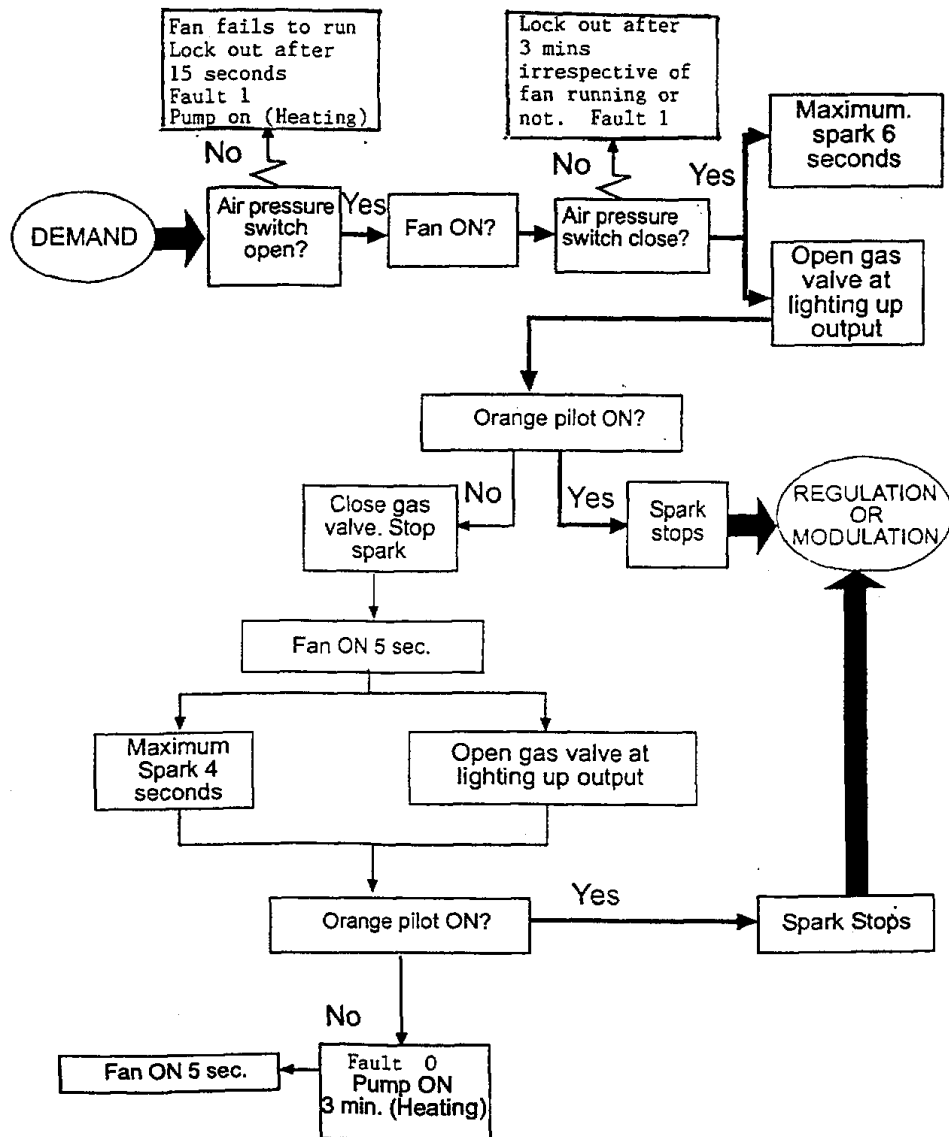 Fan fails to run
Lock out after
15 seconds
Fault 1
Pump on (Heating)
Lock out after
3 mins
irrespective of
fan running or
not. Fault 1
Maximum.
spark 6
seconds
No
No
Yes
DEMAND
Air pressure
switch
open?
Yes
Fan ON?
Air pressure
switch close?
Open gas
valve at
lighting up
output
Orange pilot ON?
No
Yes
Close gas
valve. Stop
spark
Spark
stops
REGULATION
OR
MODULATION
Fan ON 5 sec.
Maximum
Spark 4
seconds
Open gas valve at
lighting up output
Orange pilot ON?
Yes
Spark Stops
No
Fault 0
Pump ON
3 min. (Heating)
Fan ON 5 sec.